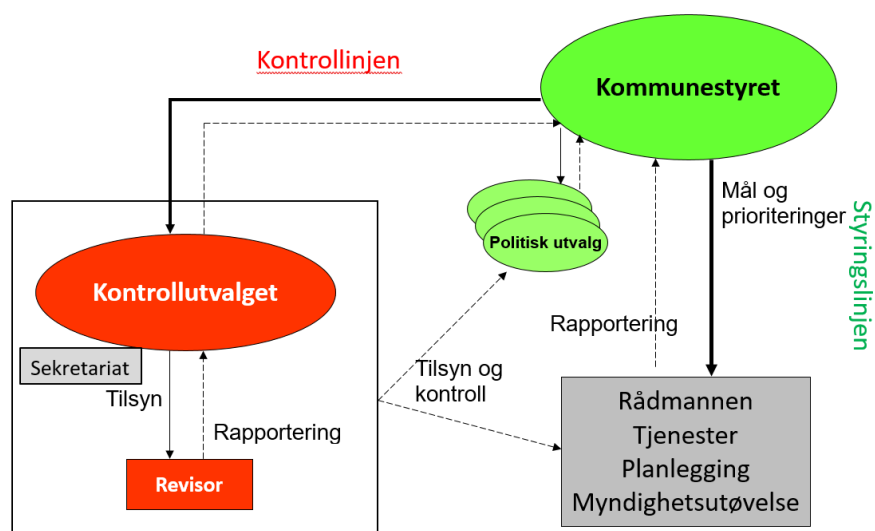 Kontrollinjen
Kommunestyret
Mål og
prioriteringer
Styringslinjen
Politisk utvalg
Kontrollutvalget
Sekretariat
Tilsyn
Rapportering
Revisor
Tilsyn og
kontroll
Rapportering
Rådmannen
Tjenester
Planlegging
Myndighetsutøvelse